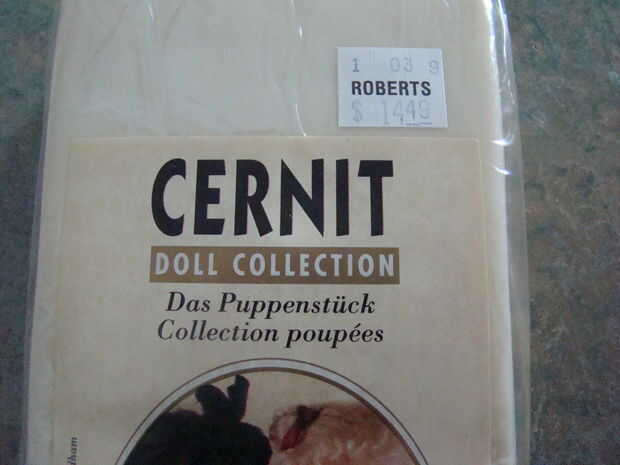 1 03 9
ROBERTS
$ 1449
CERNIT
DOLL COLLECTION
Das Puppenstück
Collection poupées